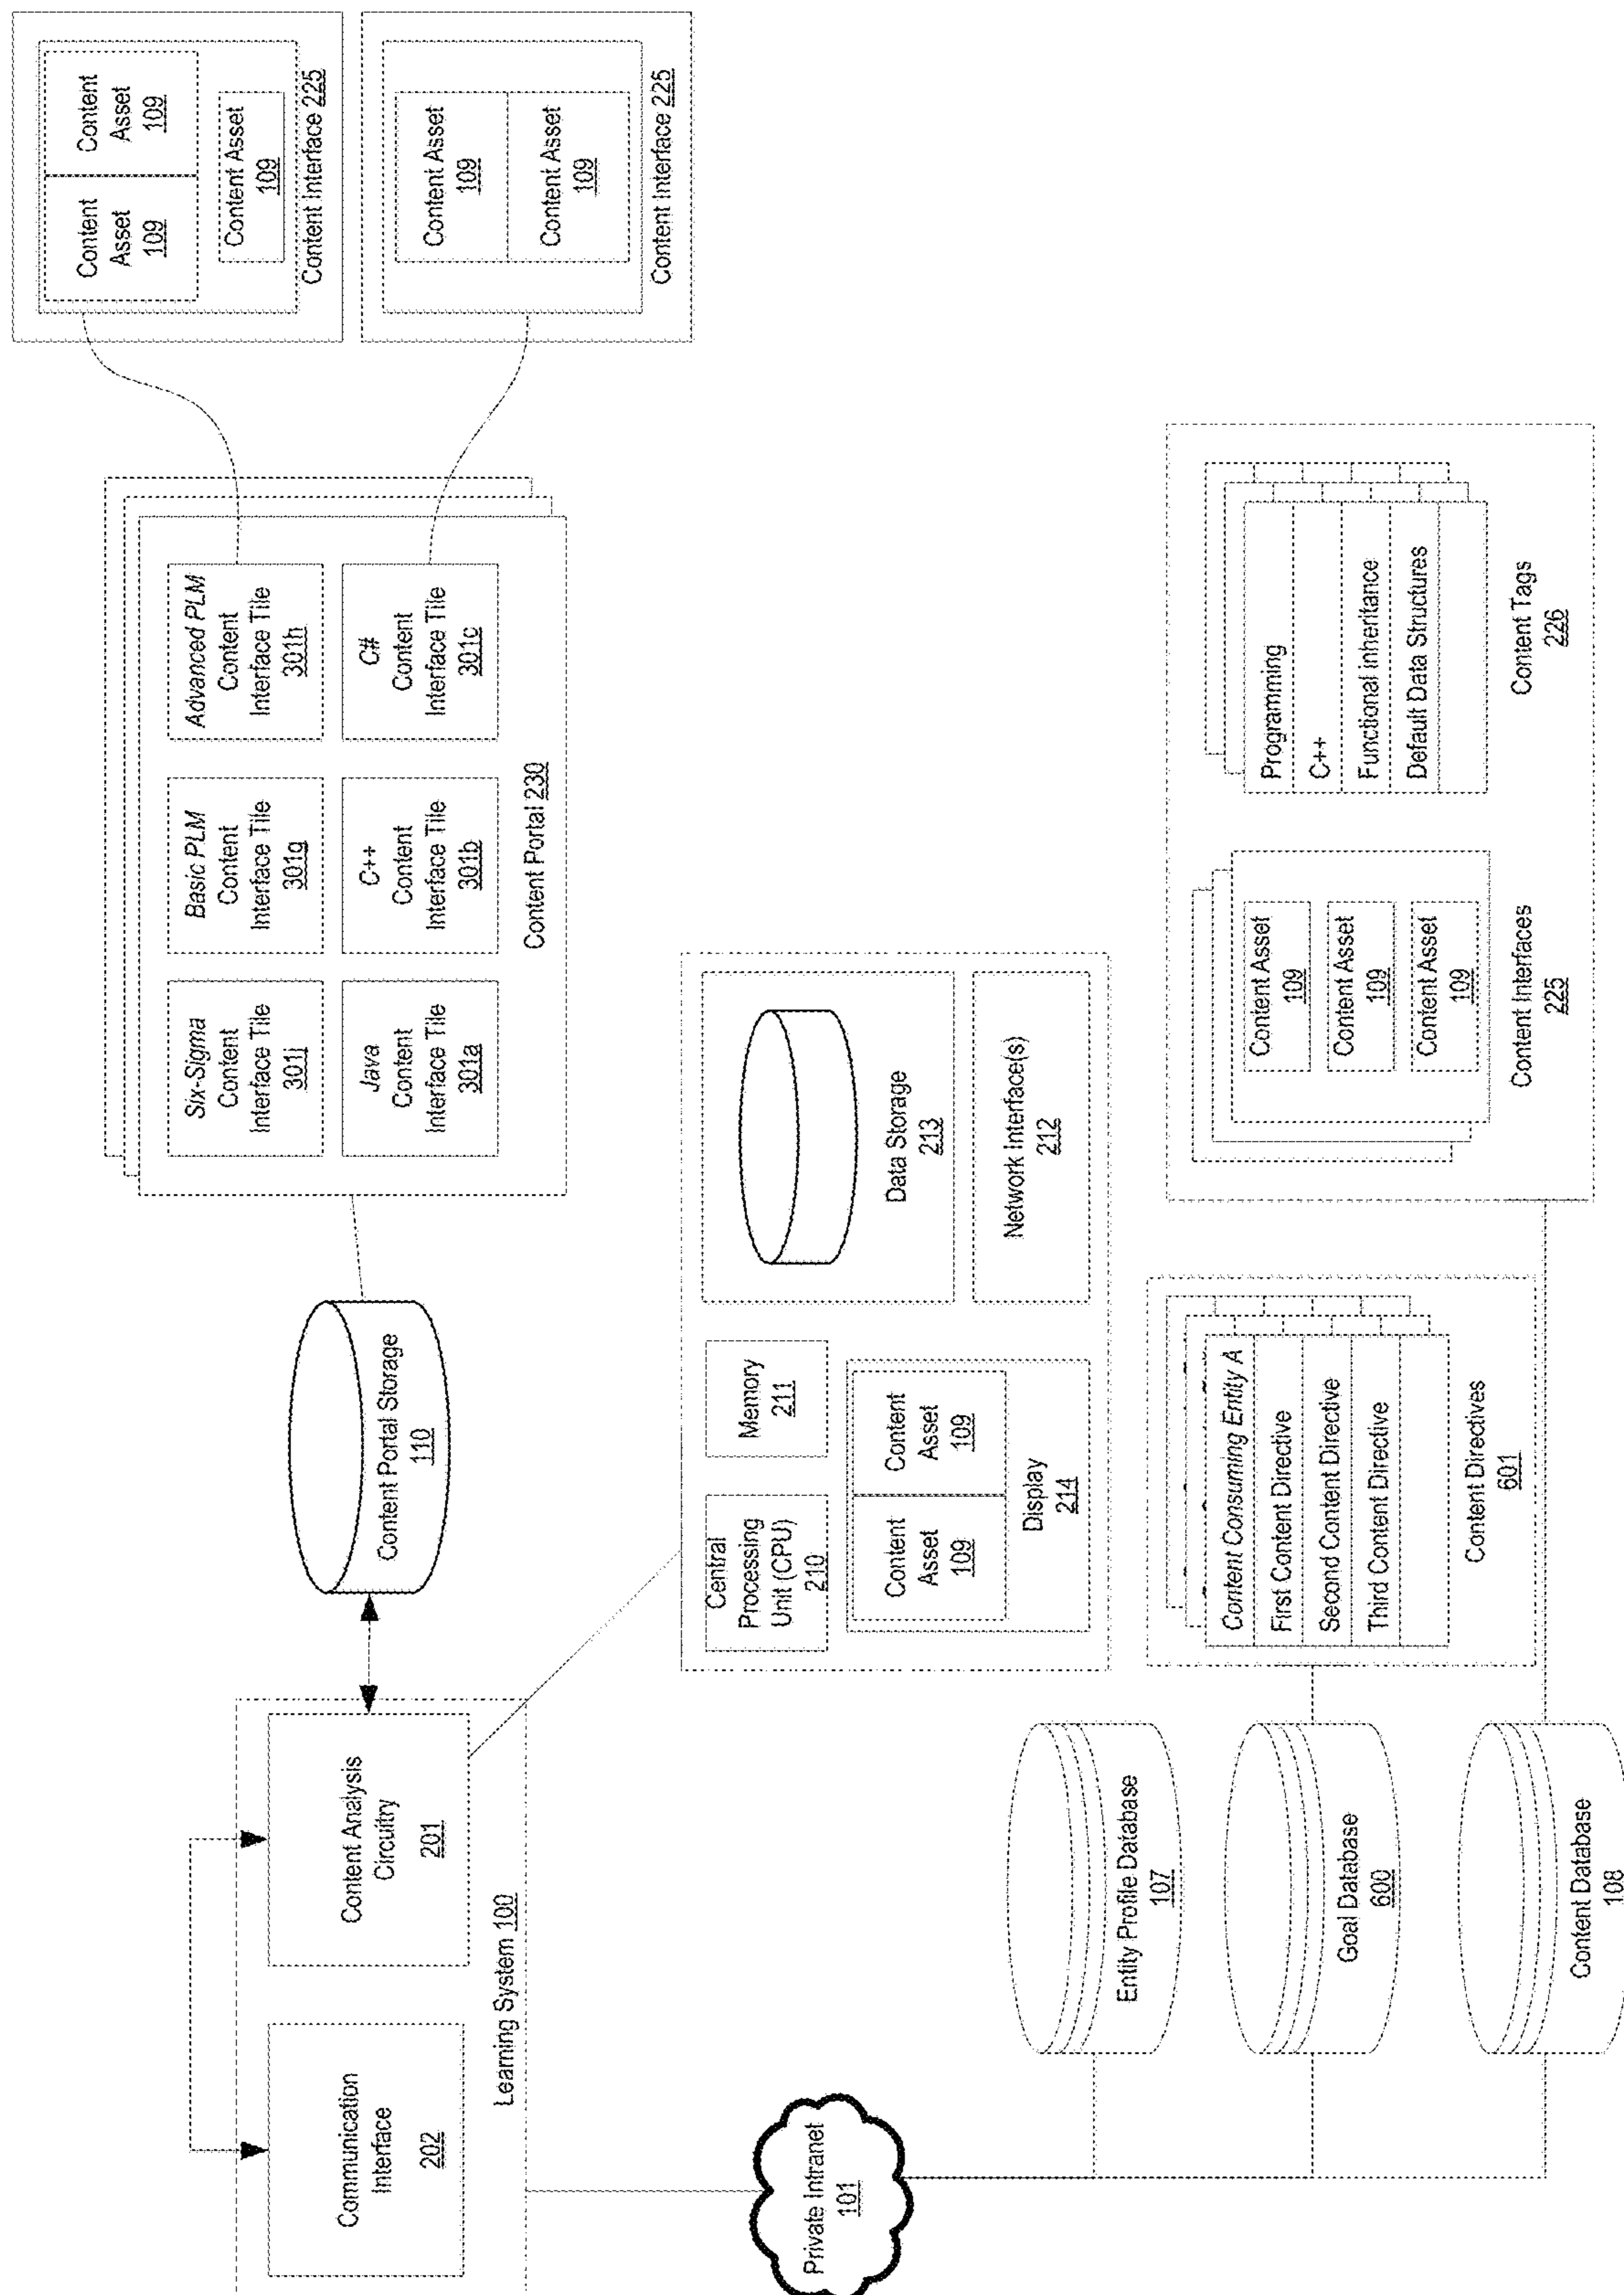 Communication
Interface
202
Content Analysis
Circuitry
201
Learning System 100
Content Portal Storage
110
Six-Sigma
Content
Interface Tile
301i
Basic PLM
Content
Interface Tile
301g
Advanced PLM
Content
Interface Tile
301h
Java
Content
Interface Tile
301a
C++
Content
Interface Tile
301b
C#
Content
Interface Tile
301c
Content Portal 230
Content
Asset
109
Content
Asset
109
Content Asset
109
Content Interface 225
Content Asset
109
Content Asset
109
Content Interface 225
Central
Processing
Unit (CPU)
210
Memory
211
Content
Asset
109
Content
Asset
109
Display
214
Data Storage
213
Network Interface(s)
212
Private Intranet
101
Entity Profile Database
107
Goal Database
600
Content Database
108
Content Consuming Entity A
First Content Directive
Second Content Directive
Third Content Directive
Content Directives
601
Content Asset
109
Content Asset
109
Content Asset
109
Content Interfaces
225
Programming
C++
Functional Inheritance
Default Data Structures
Content Tags
226